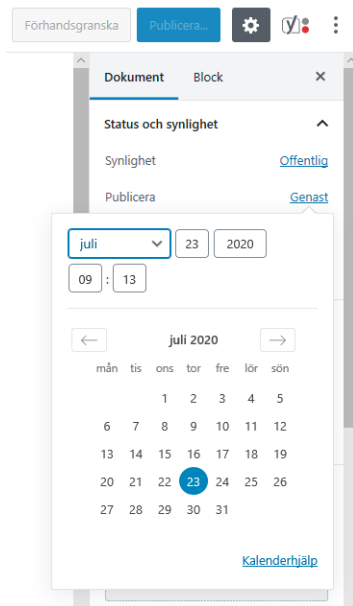 Förhandsgranska Publicera...
Dokument Block
Status och synlighet
Synlighet Offentlig
Publicera Genast
juli 23 2020
09 : 13
juli 2020
mån tis ons tor fre lör sön
1 2 3 4 5
6 7 8 9 10 11 12
13 14 15 16 17 18 19
20 21 22 23 24 25 26
27 28 29 30 31
Kalenderhjälp